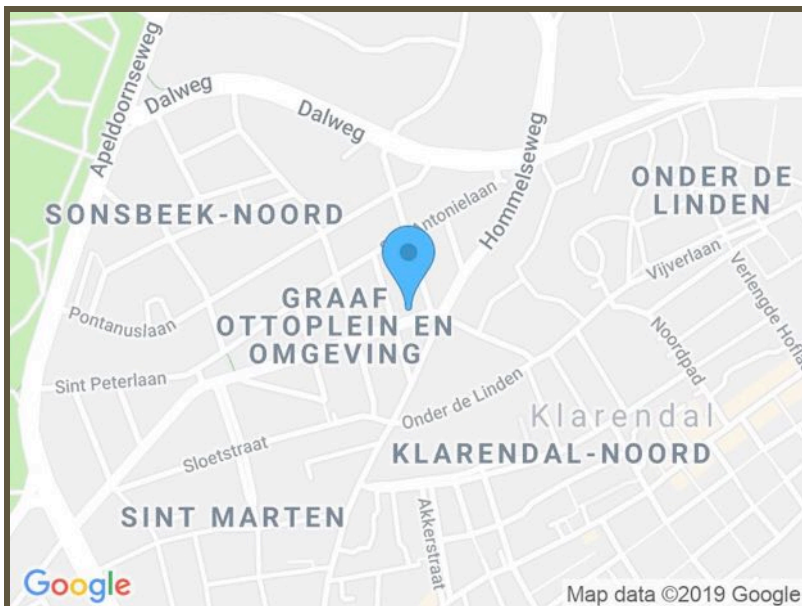 Apeldoornseweg
Dalweg
Dalweg
Hommelseweg
ONDER DE
LINDEN
SONSBEEK-NOORD
Antonielaan
Vijverlaan
Verlengde Hofla
GRAAF
OTTOPLEIN EN
OMGEVING
Pontanuslaan
Noordpad
Sint Peterlaan
Onder de Linden
Klarendal
Sloetstraat
KLARENDAL-NOORD
SINT MARTEN
Akkerstraat
Google
Map data ©2019 Google